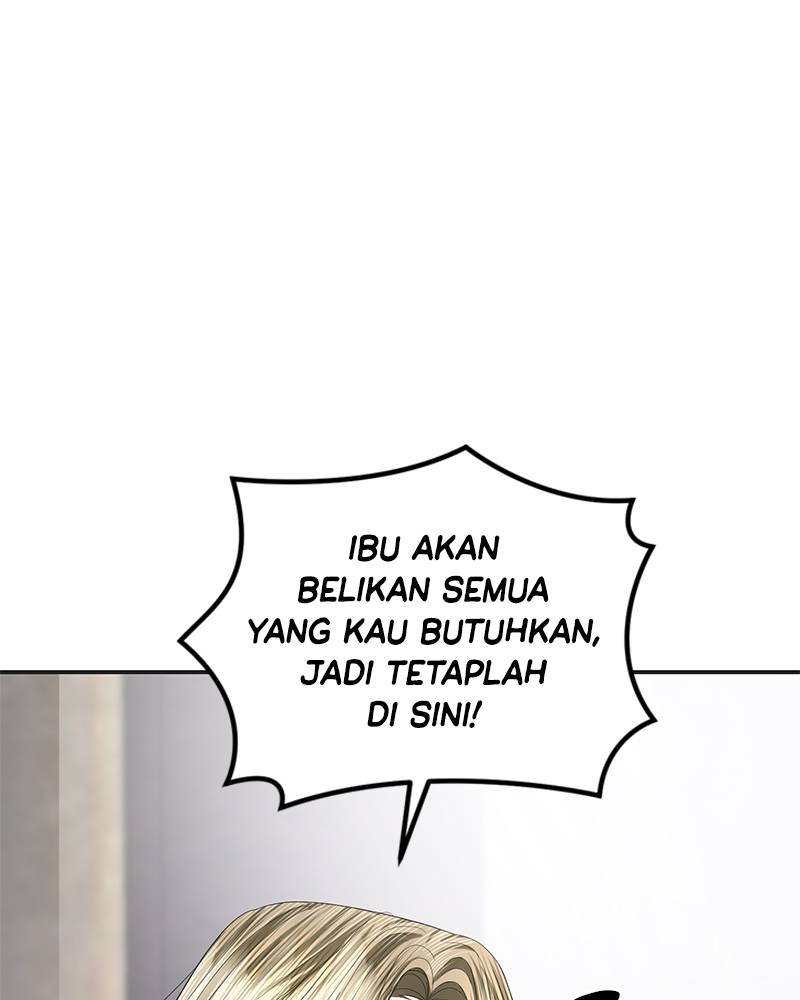 IBU AKAN
BELIKAN SEMUA
YANG KAU BUTUHKAN,
JADI TETAPLAH
DI SINI!